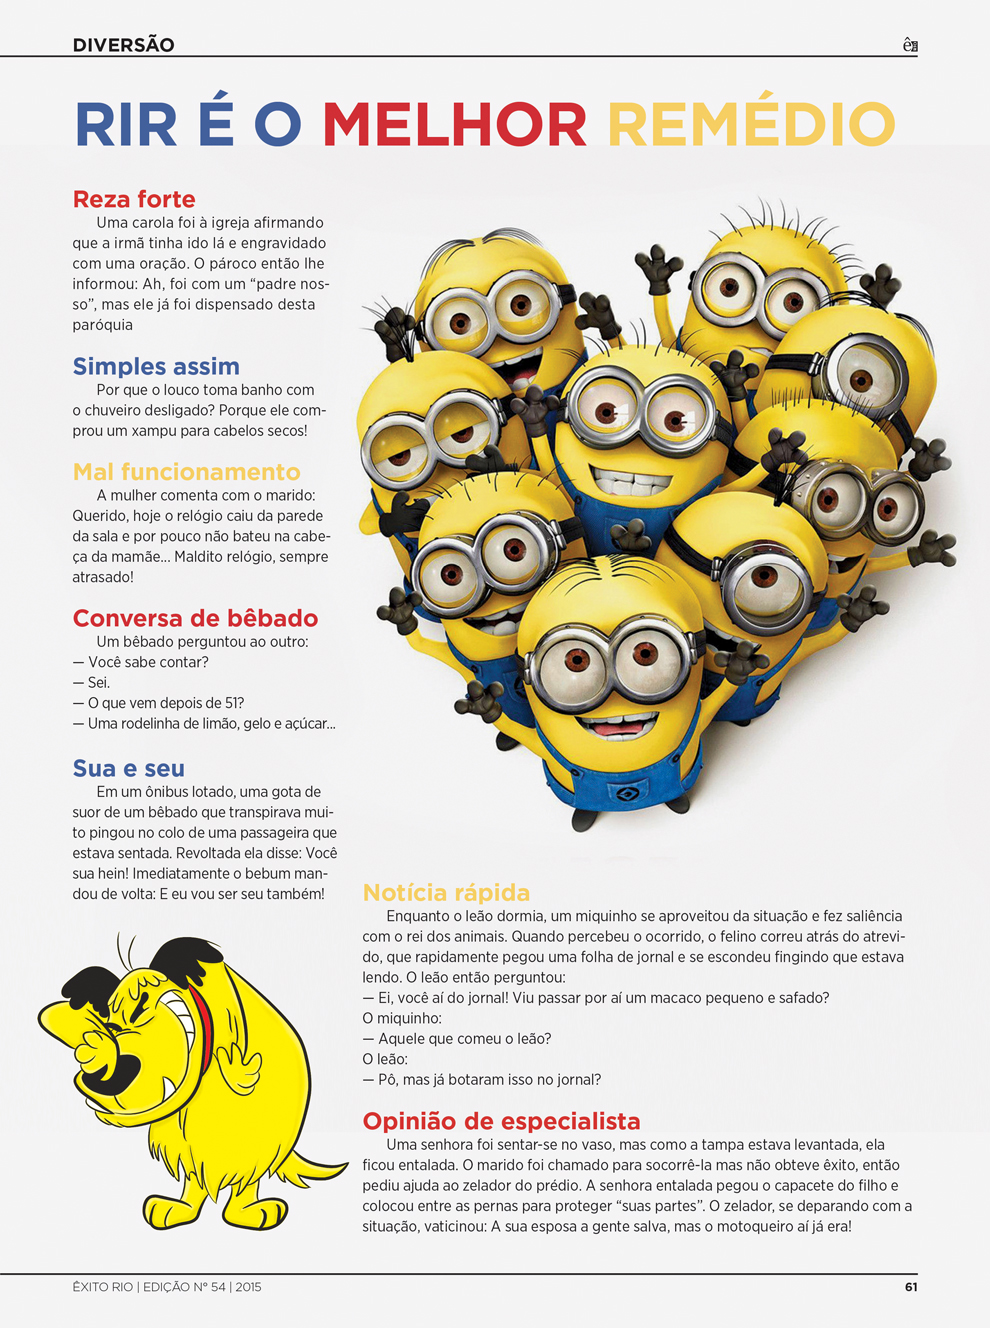 DIVERSÃO
RIR É O MELHOR REMÉDIO
Reza forte
Uma carola foi à igreja afirmando
que a irmã tinha ido lá e engravidado
com uma oração. O pároco então lhe
informou: Ah, foi com um “padre nos-
so”, mas ele já foi dispensado desta
paróquia
Simples assim
Por que o louco toma banho com
o chuveiro desligado? Porque ele com-
prou um xampu para cabelos secos!
Mal funcionamento
A mulher comenta com o marido:
Querido, hoje o relógio caiu da parede
da sala e por pouco não bateu na cabe-
ça da mamãe... Maldito relógio, sempre
atrasado!
Conversa de bêbado
Um bêbado perguntou ao outro:
— Você sabe contar?
— Sei.
— O que vem depois de 51?
— Uma rodelinha de limão, gelo e açúcar...
Sua e seu
Em um ônibus lotado, uma gota de
suor de um bêbado que transpirava mui-
to pingou no colo de uma passageira que
estava sentada. Revoltada ela disse: Você
sua hein! Imediatamente o bebum man-
dou de volta: E eu vou ser seu também!
Notícia rápida
Enquanto o leão dormia, um miquinho se aproveitou da situação e fez saliência
com o rei dos animais. Quando percebeu o ocorrido, o felino correu atrás do atrevi-
do, que rapidamente pegou uma folha de jornal e se escondeu fingindo que estava
lendo. O leão então perguntou:
— Ei, você aí do jornal! Viu passar por aí um macaco pequeno e safado?
O miquinho:
— Aquele que comeu o leão?
O leão:
— Pô, mas já botaram isso no jornal?
Opinião de especialista
Uma senhora foi sentar-se no vaso, mas como a tampa estava levantada, ela
ficou entalada. O marido foi chamado para socorrê-la mas não obteve êxito, então
pediu ajuda ao zelador do prédio. A senhora entalada pegou o capacete do filho e
colocou entre as pernas para proteger “suas partes”. O zelador, se deparando com a
situação, vaticinou: A sua esposa a gente salva, mas o motoqueiro aí já era!
ÊXITO RIO | EDIÇÃO N° 54 | 2015
61